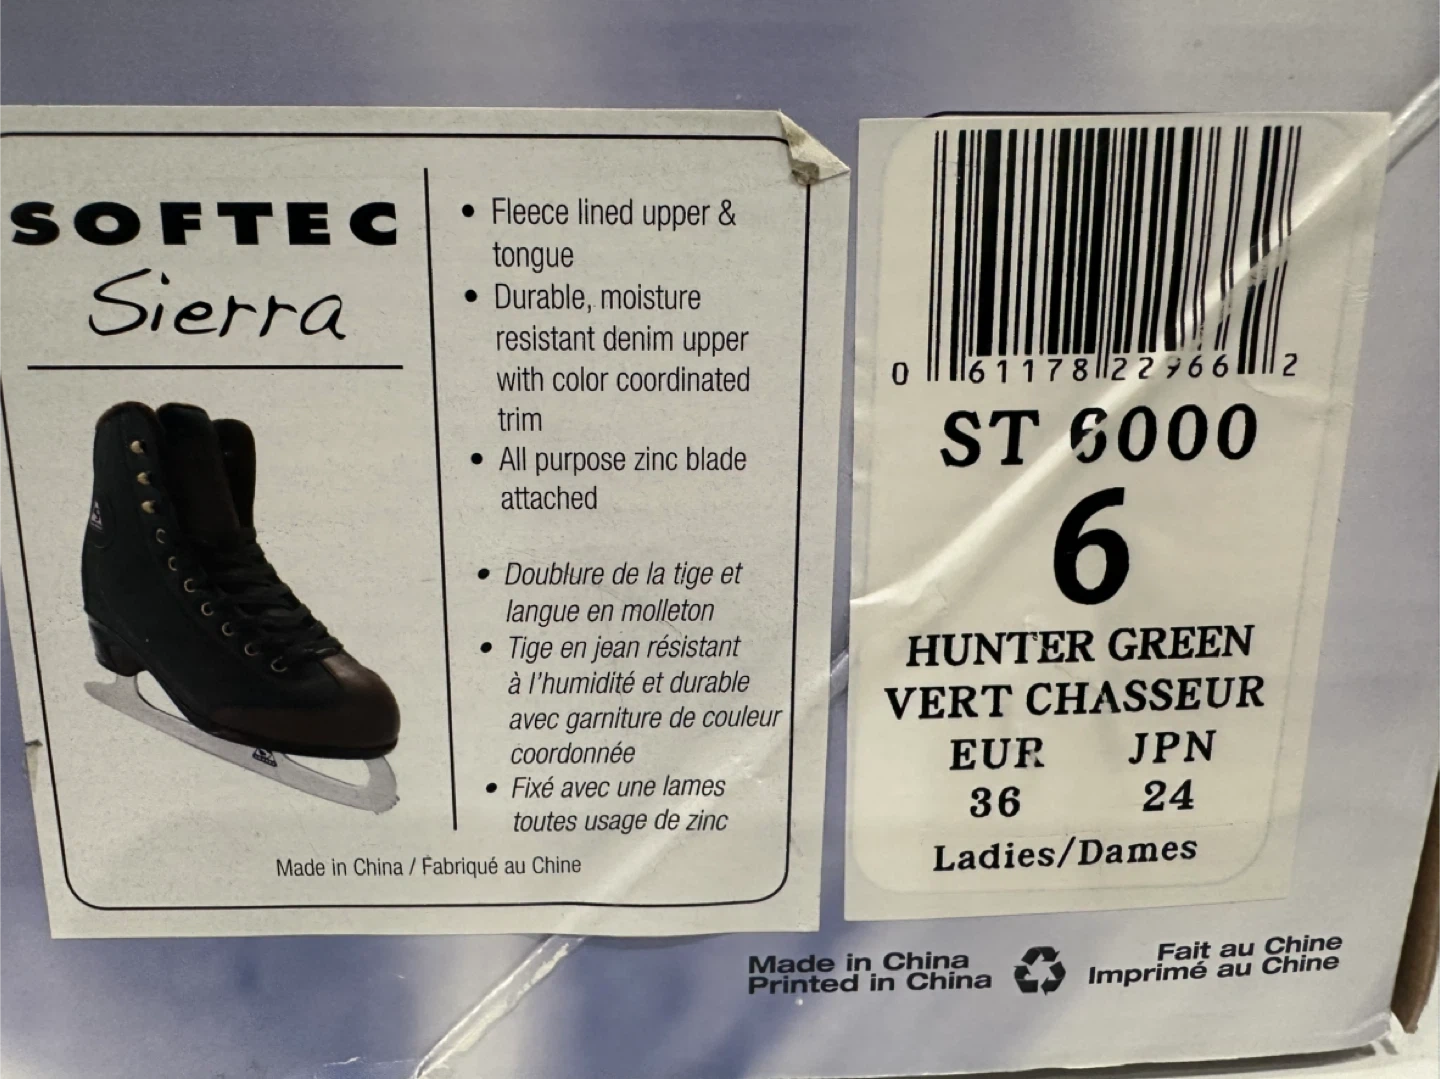 SOFTEC
Sierra
• Fleece lined upper &
tongue
• Durable, moisture
resistant denim upper
with color coordinated
trim
• All purpose zinc blade
attached
• Doublure de la tige et
langue en molleton
• Tige en jean résistant
à l'humidité et durable
avec garniture de couleur
coordonnée
• Fixé avec une lames
toutes usage de zinc
Made in China / Fabriqué au Chine
0 61178 22966 2
ST 6000
6
HUNTER GREEN
VERT CHASSEUR
EUR JPN
36 24
Ladies/Dames
Made in China
Printed in China
Fait au Chine
Imprimé au Chine